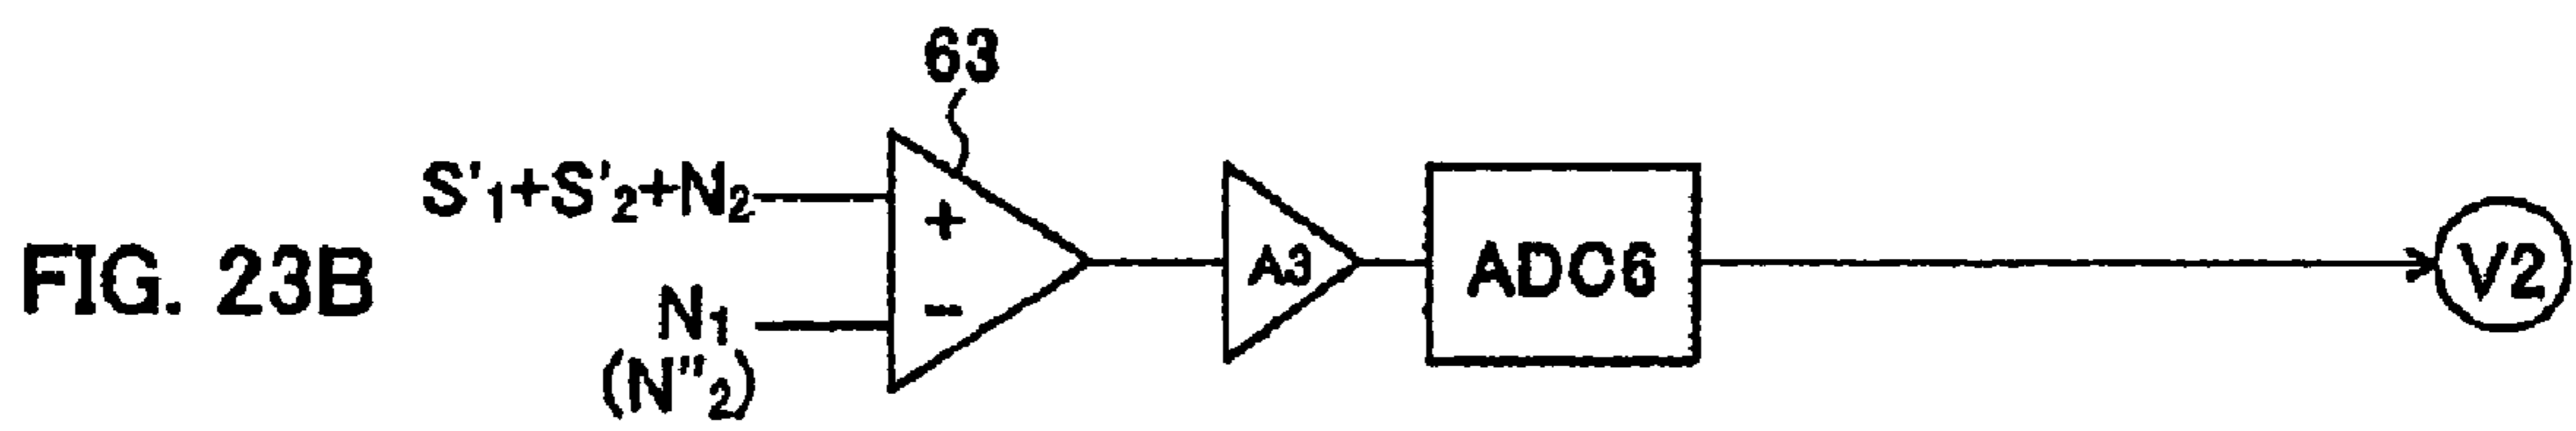 63
S'₁+S'₂+N₂
+
A3
ADC6
V2
FIG. 23B
N₁
−
(N"₂)